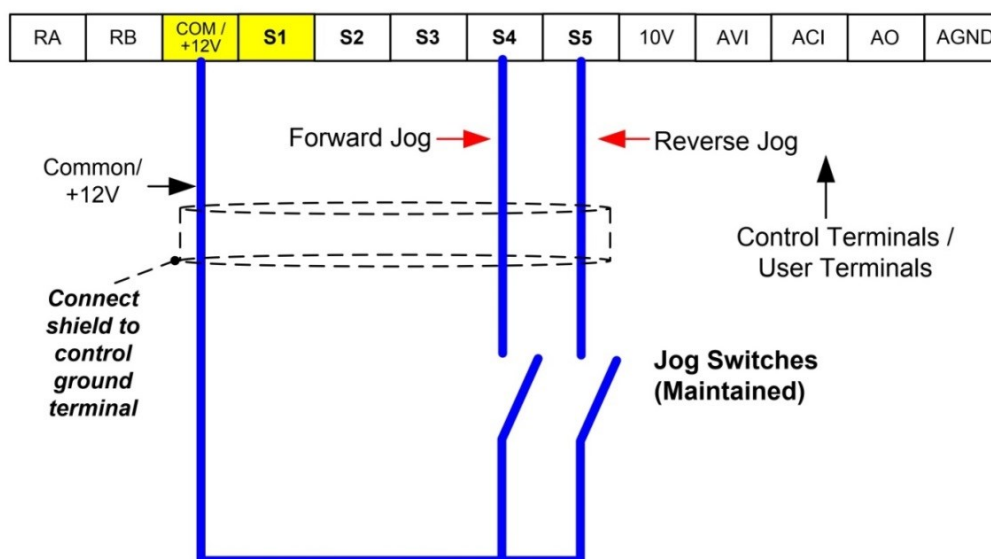 RA RB COM / +12V S1 S2 S3 S4 S5 10V AVI ACI AO AGND
Forward Jog
Reverse Jog
Common/
+12V
Control Terminals /
User Terminals
Connect
shield to
control
ground
terminal
Jog Switches
(Maintained)